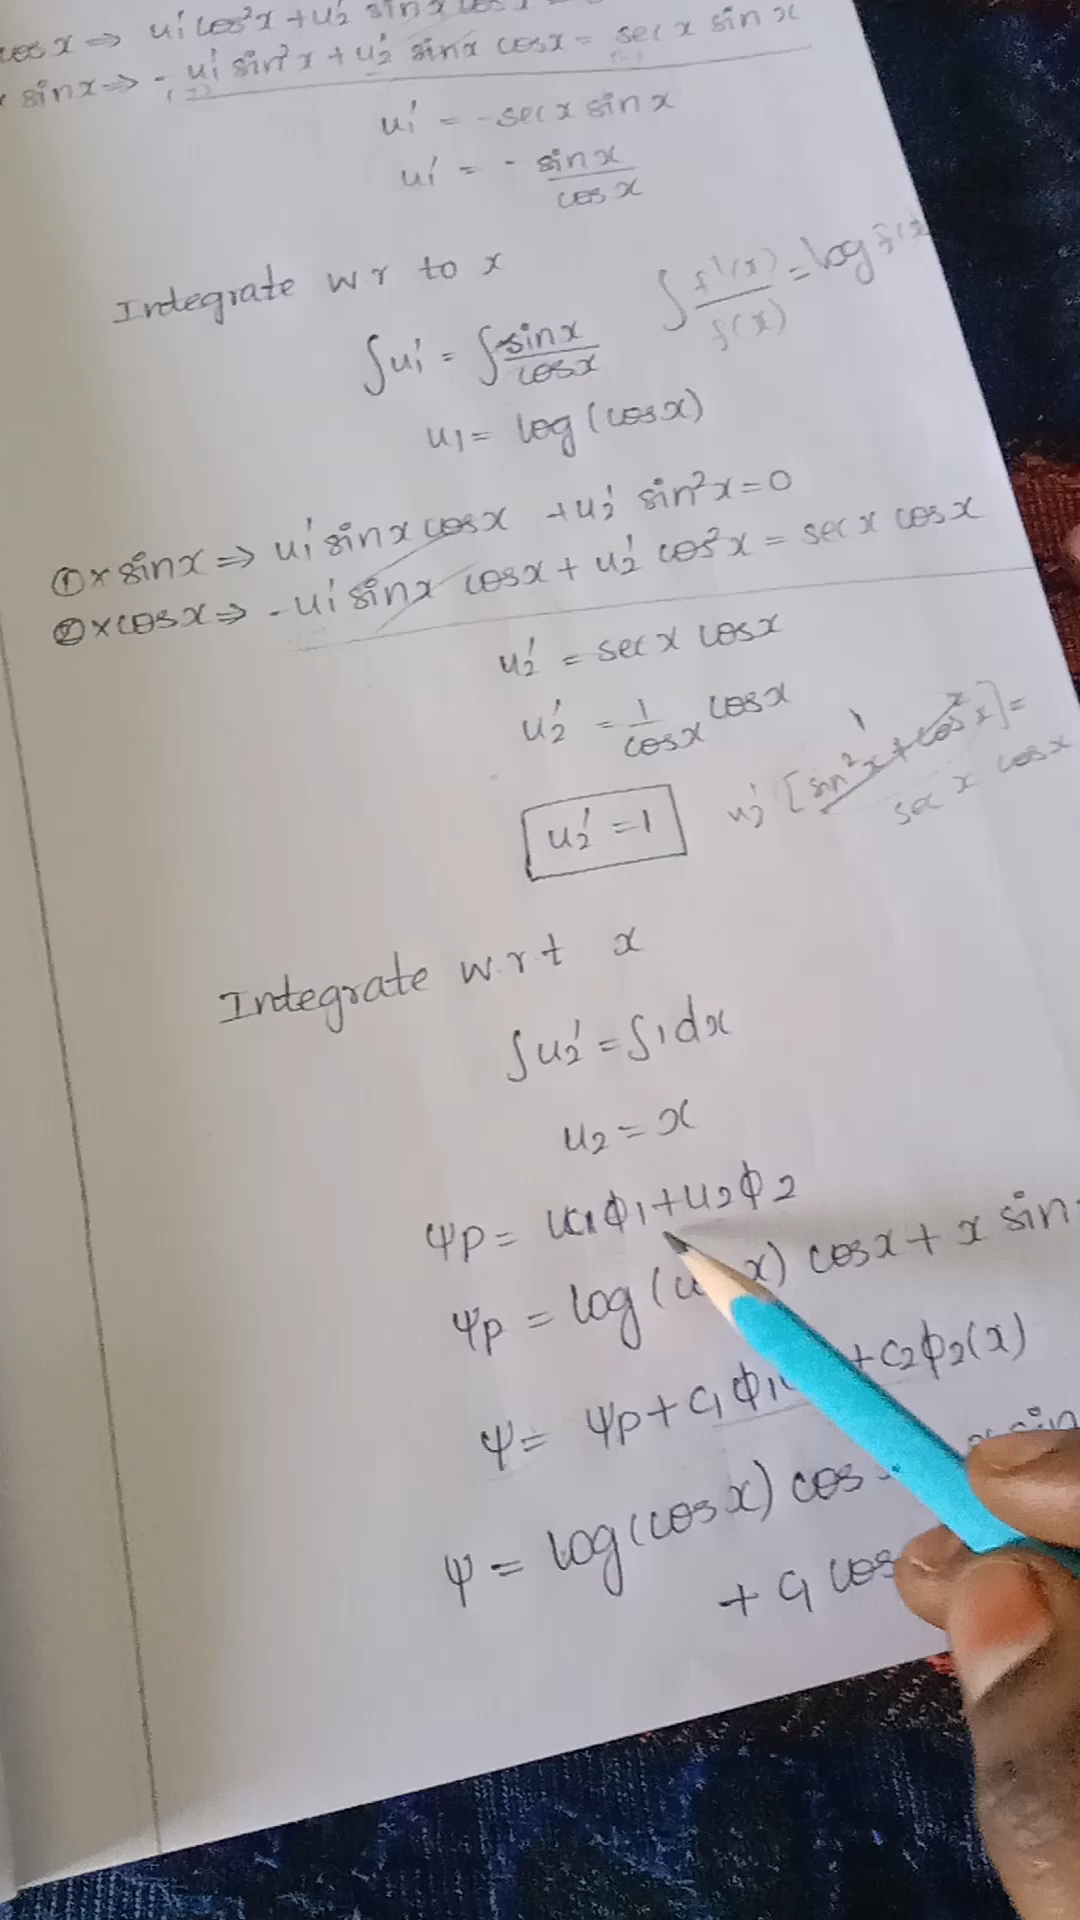 cos x ⇒ u₁' cos²x + u₂' sin x cos x =
sin x ⇒ - u₁' sin²x + u₂' sin x cos x = sec x sin x
u₁' = -sec x sin x
u₁' = - sin x / cos x
Integrate w r to x
∫ f'(x)/f(x) = log f(x)
∫u₁' = ∫ -sin x / cos x
u₁ = log (cos x)
① × sin x ⇒ u₁' sin x cos x + u₂' sin²x = 0
② × cos x ⇒ - u₁' sin x cos x + u₂' cos²x = sec x cos x
u₂' = sec x cos x
u₂' = 1/cos x cos x
u₂' [sin²x + cos²x] =
1
sec x cos x
u₂' = 1
Integrate w.r.t x
∫u₂' = ∫1 dx
u₂ = x
ψp = u₁ϕ₁ + u₂ϕ₂
ψp = log ( x) cos x + x sin
ψ = ψp + c₁ϕ₁ + c₂ϕ₂(x)
ψ = log(cos x) cos x sin
+ c₁ cos